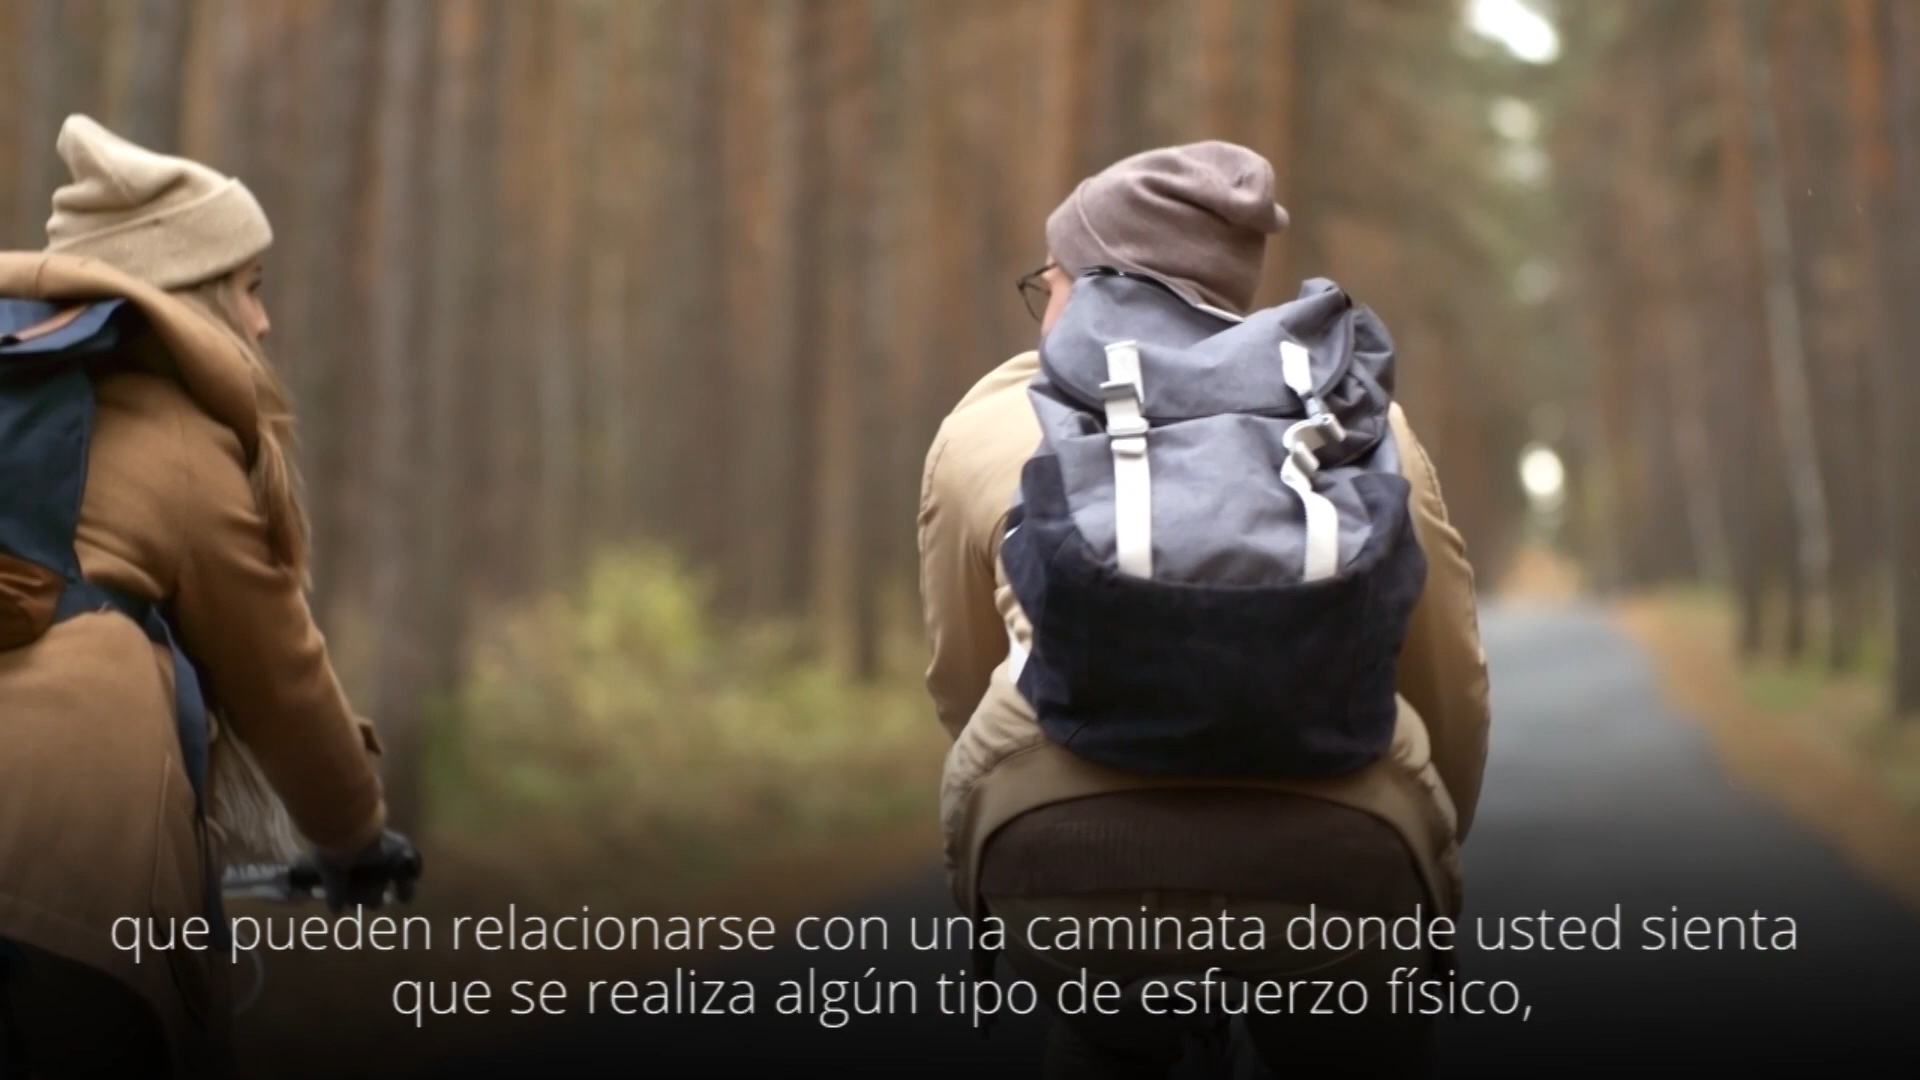 que pueden relacionarse con una caminata donde usted sienta
que se realiza algún tipo de esfuerzo físico,